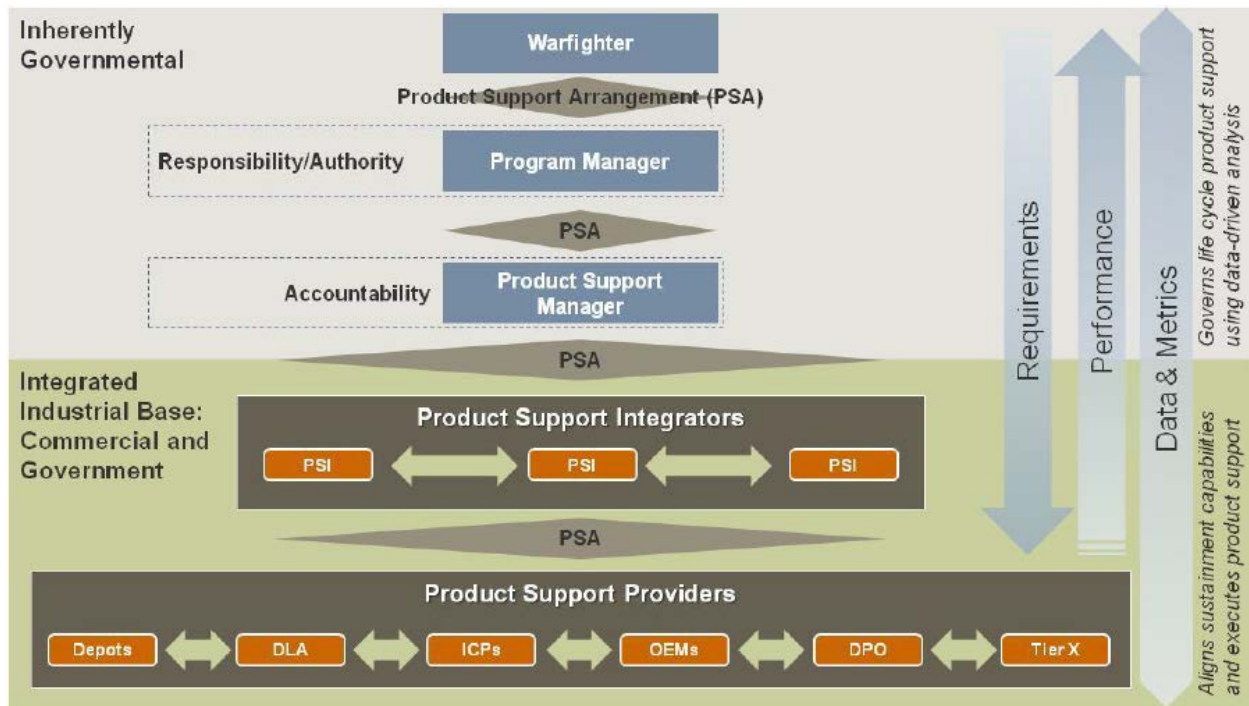 Inherently
Governmental
Warfighter
Product Support Arrangement (PSA)
Responsibility/Authority
Program Manager
PSA
Accountability
Product Support
Manager
PSA
Integrated
Industrial Base:
Commercial and
Government
Product Support Integrators
PSI
PSI
PSI
PSA
Product Support Providers
Depots
DLA
ICPs
OEMs
DPO
Tier X
Requirements
Performance
Data & Metrics
Governs life cycle product support
using data-driven analysis
Aligns sustainment capabilities
and executes product support